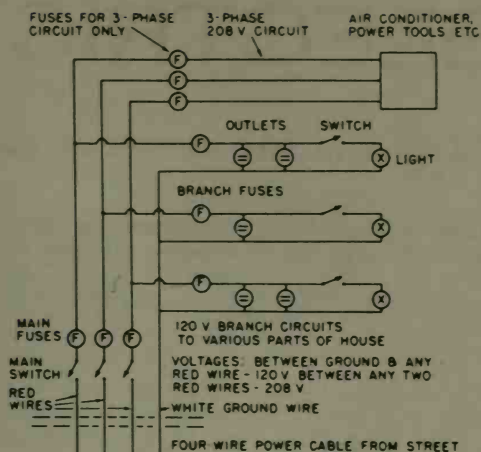 FUSES FOR 3-PHASE
CIRCUIT ONLY
3-PHASE
208 V CIRCUIT
AIR CONDITIONER,
POWER TOOLS ETC
F
F
F
OUTLETS
SWITCH
F
X
LIGHT
BRANCH FUSES
F
X
F
X
MAIN
FUSES
F
F
F
120 V BRANCH CIRCUITS
TO VARIOUS PARTS OF HOUSE
MAIN
SWITCH
VOLTAGES: BETWEEN GROUND & ANY
RED WIRE - 120 V BETWEEN ANY TWO
RED WIRES - 208 V
RED
WIRES
WHITE GROUND WIRE
FOUR WIRE POWER CABLE FROM STREET